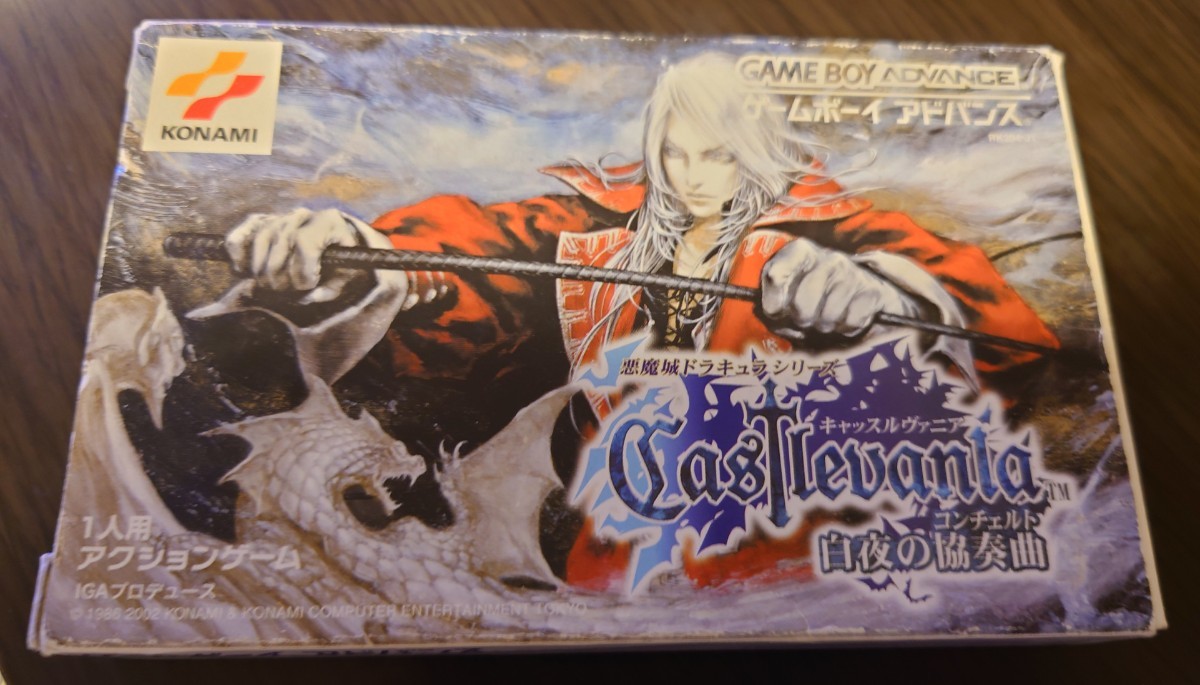 KONAMI
GAME BOY ADVANCE
ゲームボーイ アドバンス
悪魔城ドラキュラ シリーズ
キャッスルヴァニア
Castlevania™
コンチェルト
白夜の協奏曲
1人用
アクションゲーム
IGAプロデュース
© 1986 2002 KONAMI & KONAMI COMPUTER ENTERTAINMENT TOKYO